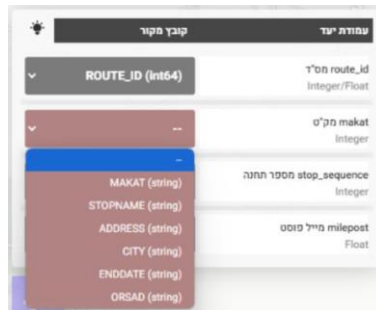 עמודת יעד
קובץ מקור
route_id מס"ד
Integer/Float
ROUTE_ID (int64)
makat מק"ט
Integer
--
--
MAKAT (string)
STOPNAME (string)
ADDRESS (string)
CITY (string)
ENDDATE (string)
ORSAD (string)
stop_sequence מספר תחנה
Integer
milepost מייל פוסט
Float